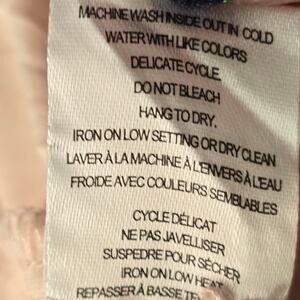 MACHINE WASH INSIDE OUT IN COLD
WATER WITH LIKE COLORS
DELICATE CYCLE.
DO NOT BLEACH
HANG TO DRY.
IRON ON LOW SETTING OR DRY CLEAN
LAVER À LA MACHINE À L'ENVERS À L'EAU
FROIDE AVEC COULEURS SEMBLABLES
CYCLE DÉLICAT
NE PAS JAVELLISER
SUSPEDRE POUR SÉCHER
IRON ON LOW HEAT
REPASSER À BASSE